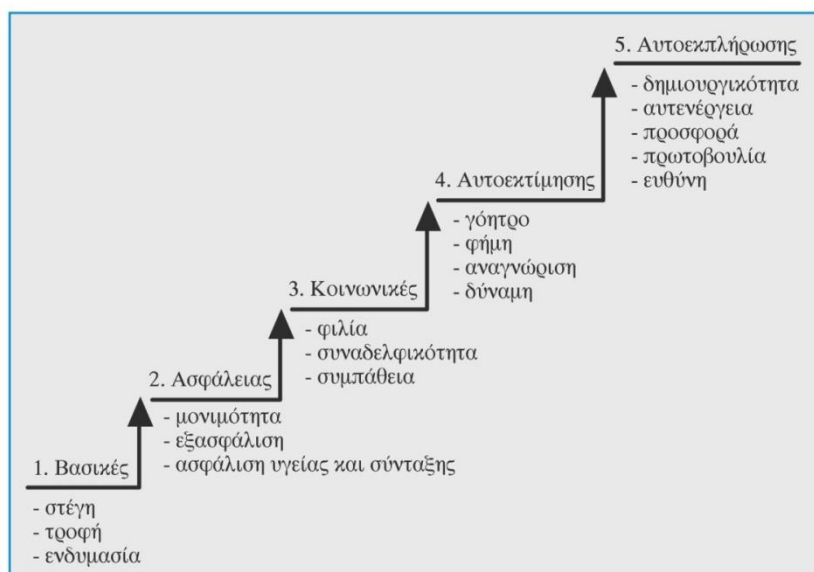 5. Αυτοεκπλήρωσης
- δημιουργικότητα
- αυτενέργεια
- προσφορά
- πρωτοβουλία
- ευθύνη
4. Αυτοεκτίμησης
- γόητρο
- φήμη
- αναγνώριση
- δύναμη
3. Κοινωνικές
- φιλία
- συναδελφικότητα
- συμπάθεια
2. Ασφάλειας
- μονιμότητα
- εξασφάλιση
- ασφάλιση υγείας και σύνταξης
1. Βασικές
- στέγη
- τροφή
- ενδυμασία